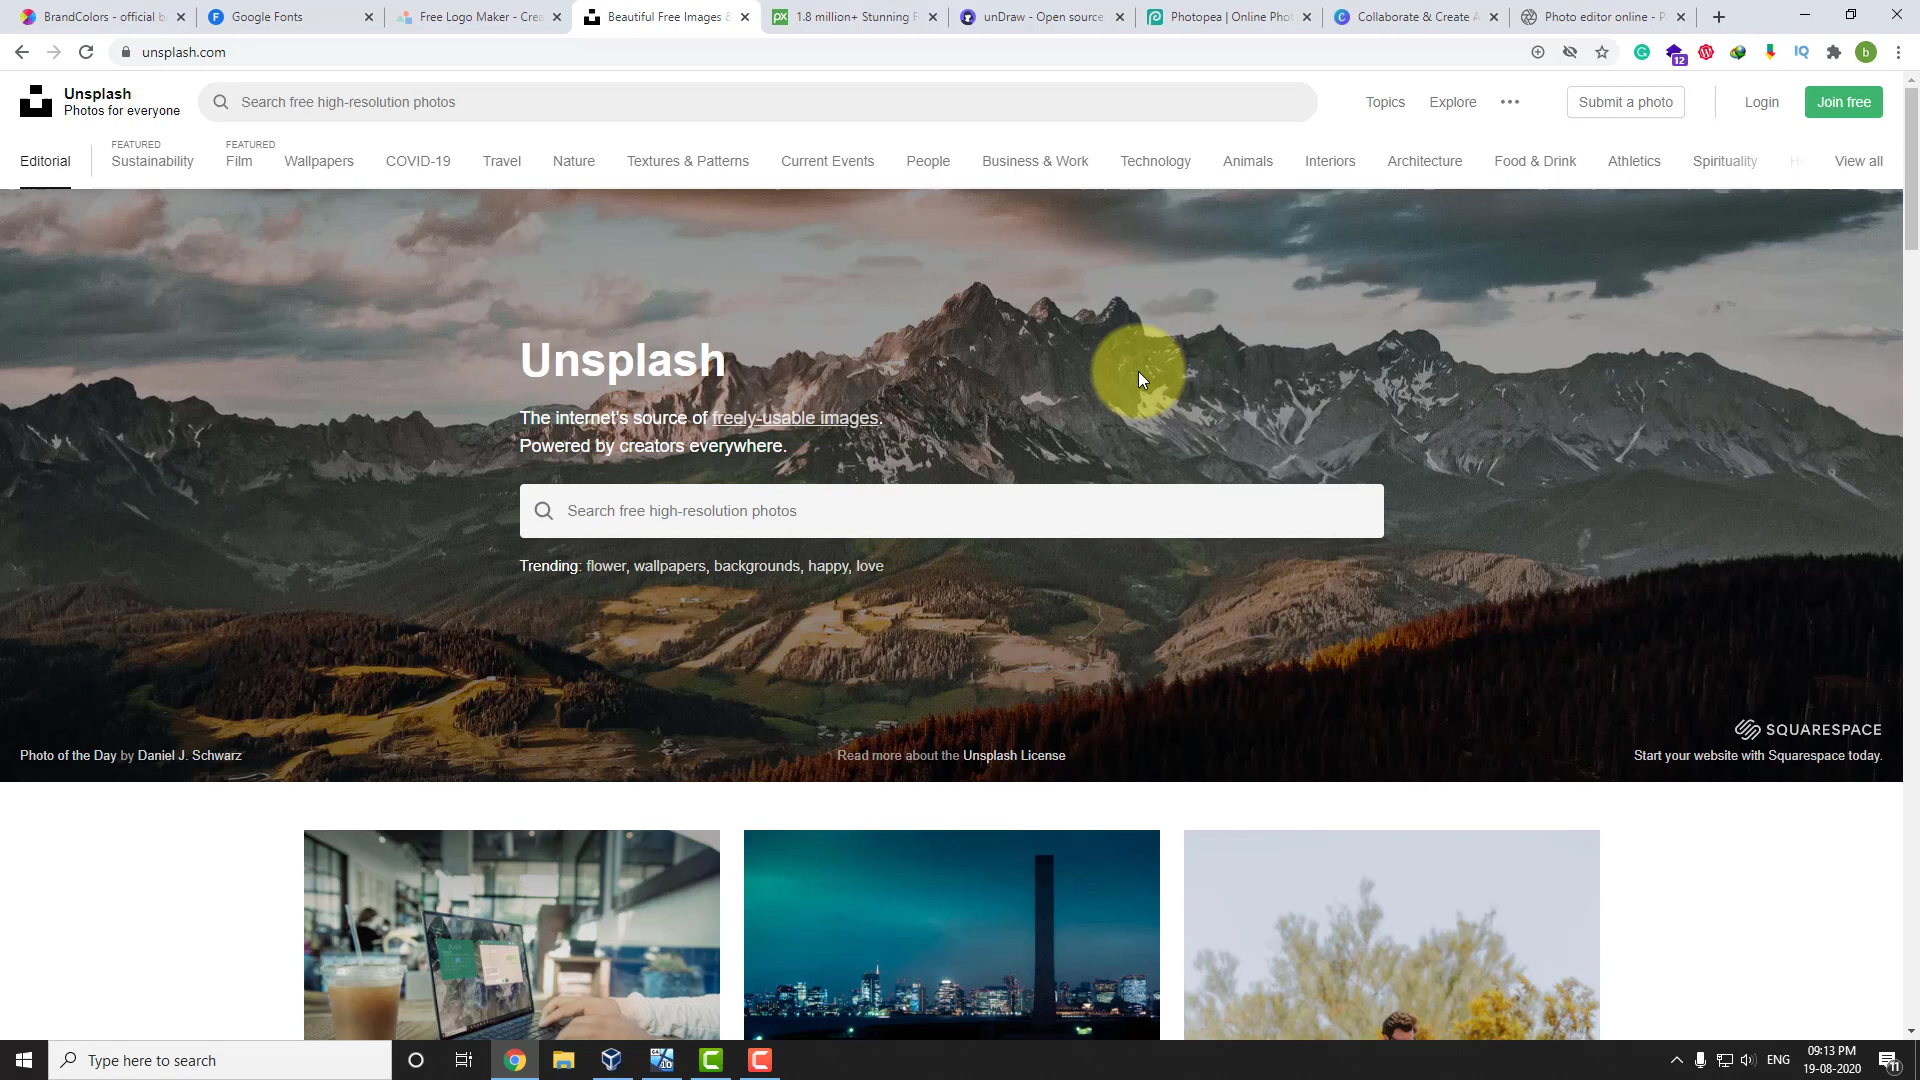 BrandColors - official b
Google Fonts
Free Logo Maker - Crea
Beautiful Free Images &
1.8 million+ Stunning F
unDraw - Open source
Photopea | Online Phot
Collaborate & Create A
Photo editor online - P
unsplash.com
12
IQ
b
Unsplash
Photos for everyone
Search free high-resolution photos
Topics
Explore
Submit a photo
Login
Join free
FEATURED
FEATURED
Editorial
Sustainability
Film
Wallpapers
COVID-19
Travel
Nature
Textures & Patterns
Current Events
People
Business & Work
Technology
Animals
Interiors
Architecture
Food & Drink
Athletics
Spirituality
View all
Unsplash
The internet's source of freely-usable images.
Powered by creators everywhere.
Search free high-resolution photos
Trending: flower, wallpapers, backgrounds, happy, love
SQUARESPACE
Photo of the Day by Daniel J. Schwarz
Read more about the Unsplash License
Start your website with Squarespace today.
Type here to search
ENG
09:13 PM
19-08-2020
11